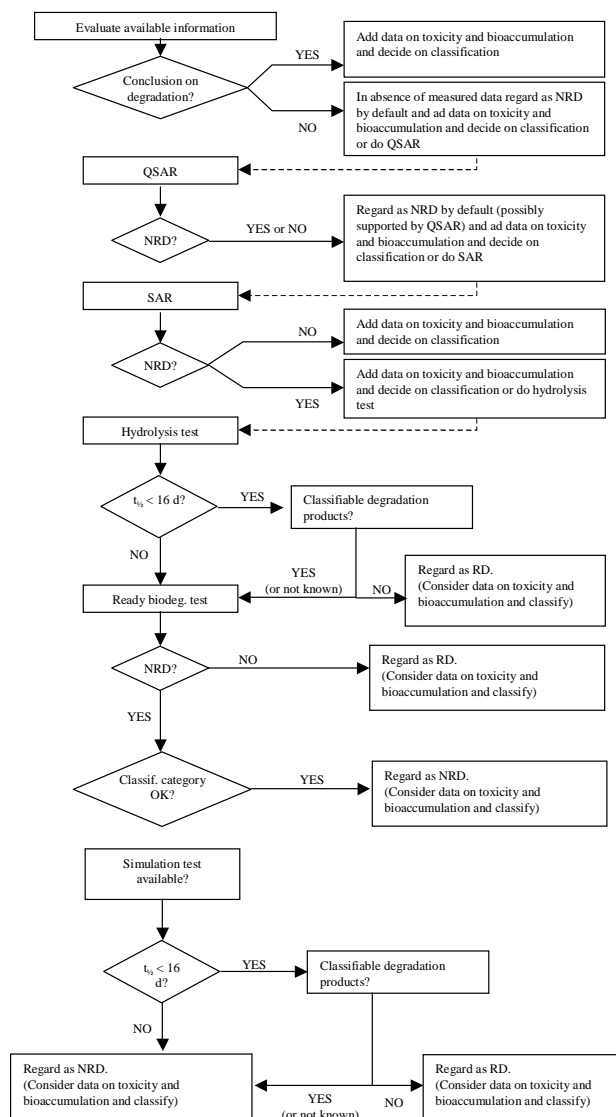 Evaluate available information
YES
Add data on toxicity and bioaccumulation
and decide on classification
Conclusion on
degradation?
NO
In absence of measured data regard as NRD
by default and ad data on toxicity and
bioaccumulation and decide on classification
or do QSAR
QSAR
NRD?
YES or NO
Regard as NRD by default (possibly
supported by QSAR) and ad data on toxicity
and bioaccumulation and decide on
classification or do SAR
SAR
NRD?
NO
Add data on toxicity and bioaccumulation
and decide on classification
YES
Add data on toxicity and bioaccumulation
and decide on classification or do hydrolysis
test
Hydrolysis test
t½ < 16 d?
YES
Classifiable degradation
products?
NO
YES
(or not known)
NO
Regard as RD.
(Consider data on toxicity and
bioaccumulation and classify)
Ready biodeg. test
NRD?
NO
Regard as RD.
(Consider data on toxicity and
bioaccumulation and classify)
YES
Classif. category
OK?
YES
Regard as NRD.
(Consider data on toxicity and
bioaccumulation and classify)
Simulation test
available?
t½ < 16
d?
YES
Classifiable degradation
products?
NO
Regard as NRD.
(Consider data on toxicity and
bioaccumulation and classify)
YES
(or not known)
NO
Regard as RD.
(Consider data on toxicity and
bioaccumulation and classify)